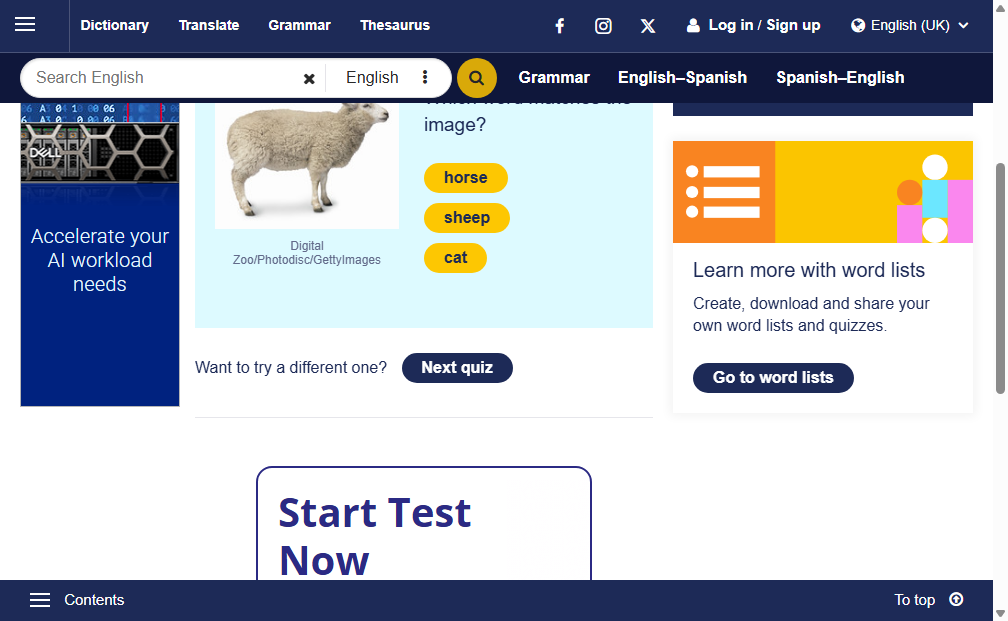 Dictionary Translate Grammar Thesaurus Log in / Sign up English (UK)
Search English English Grammar English–Spanish Spanish–English
DELL
Accelerate your
AI workload
needs
image?
horse
sheep
cat
Digital
Zoo/Photodisc/GettyImages
Want to try a different one? Next quiz
Start Test
Now
Learn more with word lists
Create, download and share your
own word lists and quizzes.
Go to word lists
Contents To top